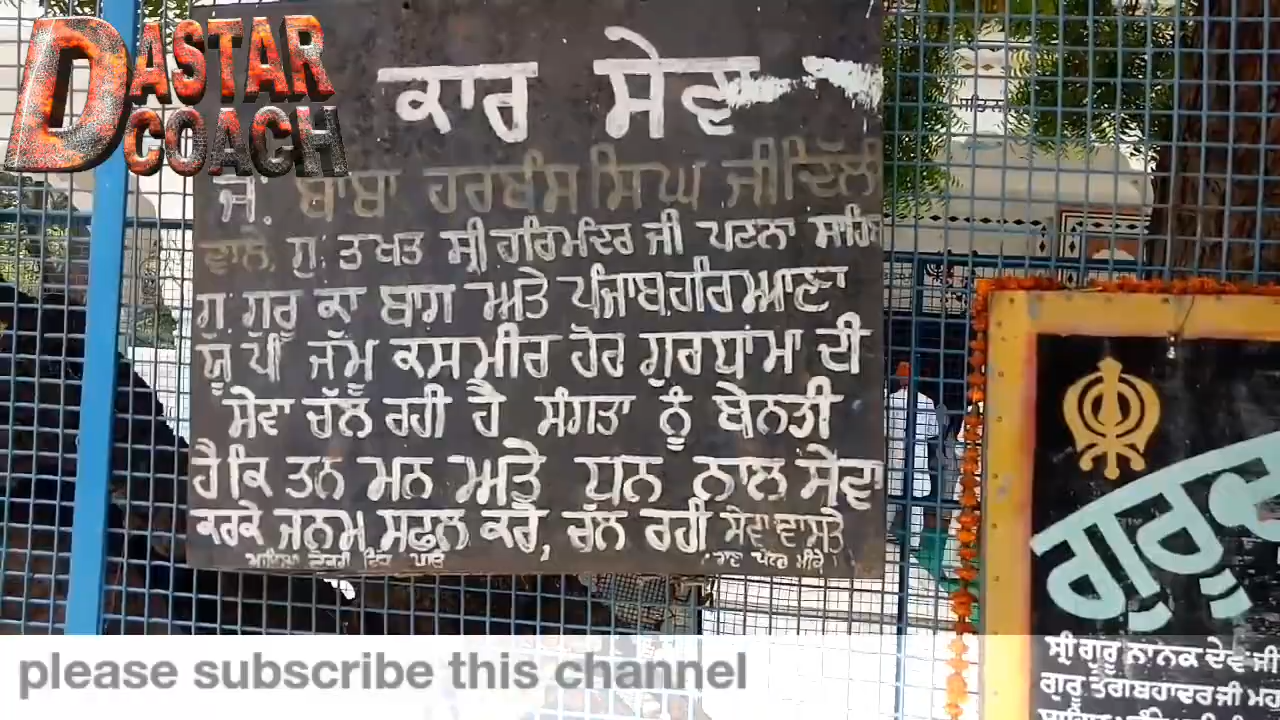 DASTAR
COACH
ਕਾਰ ਸੇਵਾ
ਜੱ. ਬਾਬਾ ਹਰਬੰਸ ਸਿੰਘ ਜੀ ਦਿੱਲੀ
ਵਾਲੇ, ਗੁ: ਤਖਤ ਸ੍ਰੀ ਹਰਿਮੰਦਰ ਜੀ ਪਟਨਾ ਸਾਹਿਬ
ਗੁ. ਗੁਰੂ ਕਾ ਬਾਗ ਅਤੇ ਪੰਜਾਬ, ਹਰਿਆਣਾ
ਯੂ ਪੀ ਜੰਮੂ ਕਸਮੀਰ ਹੋਰ ਗੁਰਧਾਂਮਾ ਦੀ
ਸੇਵਾ ਚੱਲ ਰਹੀ ਹੈ ਸੰਗਤਾ ਨੂੰ ਬੇਨਤੀ
ਹੈ ਕਿ ਤਨ ਮਨ ਅਤੇ ਧਨ ਨਾਲ ਸੇਵਾ
ਕਰਕੇ ਜਨਮ ਸਫਲ ਕਰੋ, ਚੱਲ ਰਹੀ ਸੇਵਾ ਵਾਸਤੇ
ਗੁਰੂ
ਸ੍ਰੀ ਗੁਰੂ ਨਾਨਕ ਦੇਵ ਜੀ
ਗੁਰੂ ਤੇਗਬਹਾਦਰ ਜੀ
please subscribe this channel